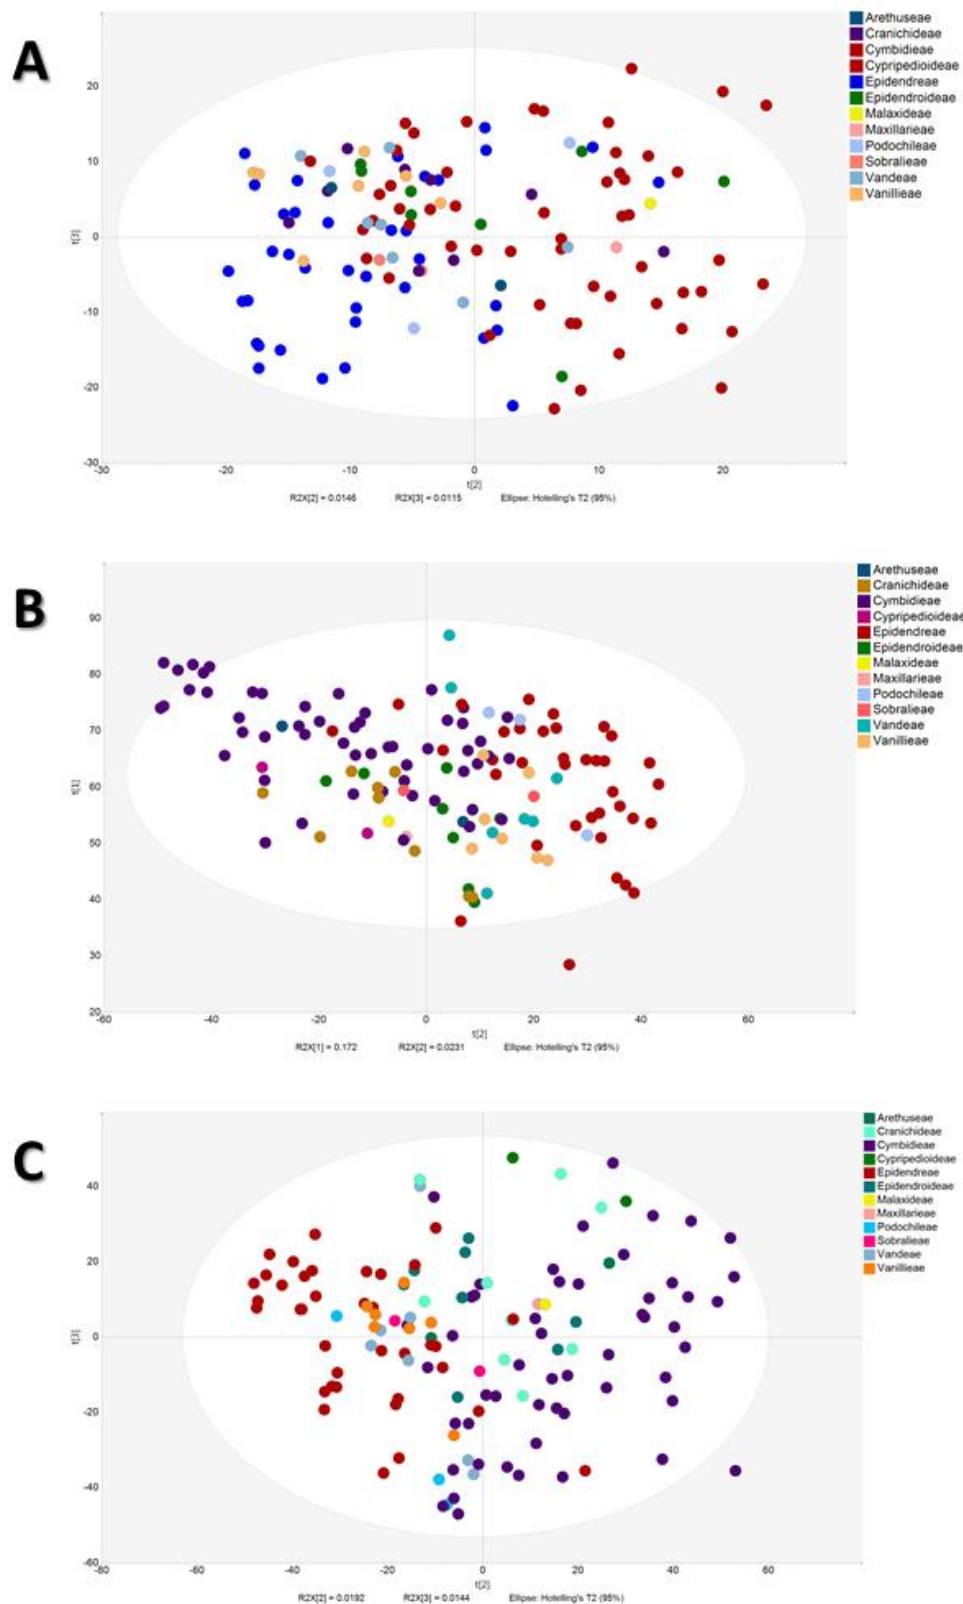 A
Arethuseae
Cranichideae
Cymbidieae
Cypripedioideae
Epidendreae
Epidendroideae
Malaxideae
Maxillarieae
Podochileae
Sobralieae
Vandeae
Vanillieae
20
10
0
-10
-20
-30
t[3]
-30 -20 -10 0 10 20
t[2]
R2X[2] = 0.0146 R2X[3] = 0.0115 Ellipse: Hotelling's T2 (95%)
B
Arethuseae
Cranichideae
Cymbidieae
Cypripedioideae
Epidendreae
Epidendroideae
Malaxideae
Maxillarieae
Podochileae
Sobralieae
Vandeae
Vanillieae
90
80
70
60
50
40
30
20
t[1]
-60 -40 -20 0 20 40 60
t[2]
R2X[1] = 0.172 R2X[2] = 0.0231 Ellipse: Hotelling's T2 (95%)
C
Arethuseae
Cranichideae
Cymbidieae
Cypripedioideae
Epidendreae
Epidendroideae
Malaxideae
Maxillarieae
Podochileae
Sobralieae
Vandeae
Vanillieae
40
20
0
-20
-40
-60
t[3]
-80 -60 -40 -20 0 20 40 60
t[2]
R2X[2] = 0.0192 R2X[3] = 0.0144 Ellipse: Hotelling's T2 (95%)